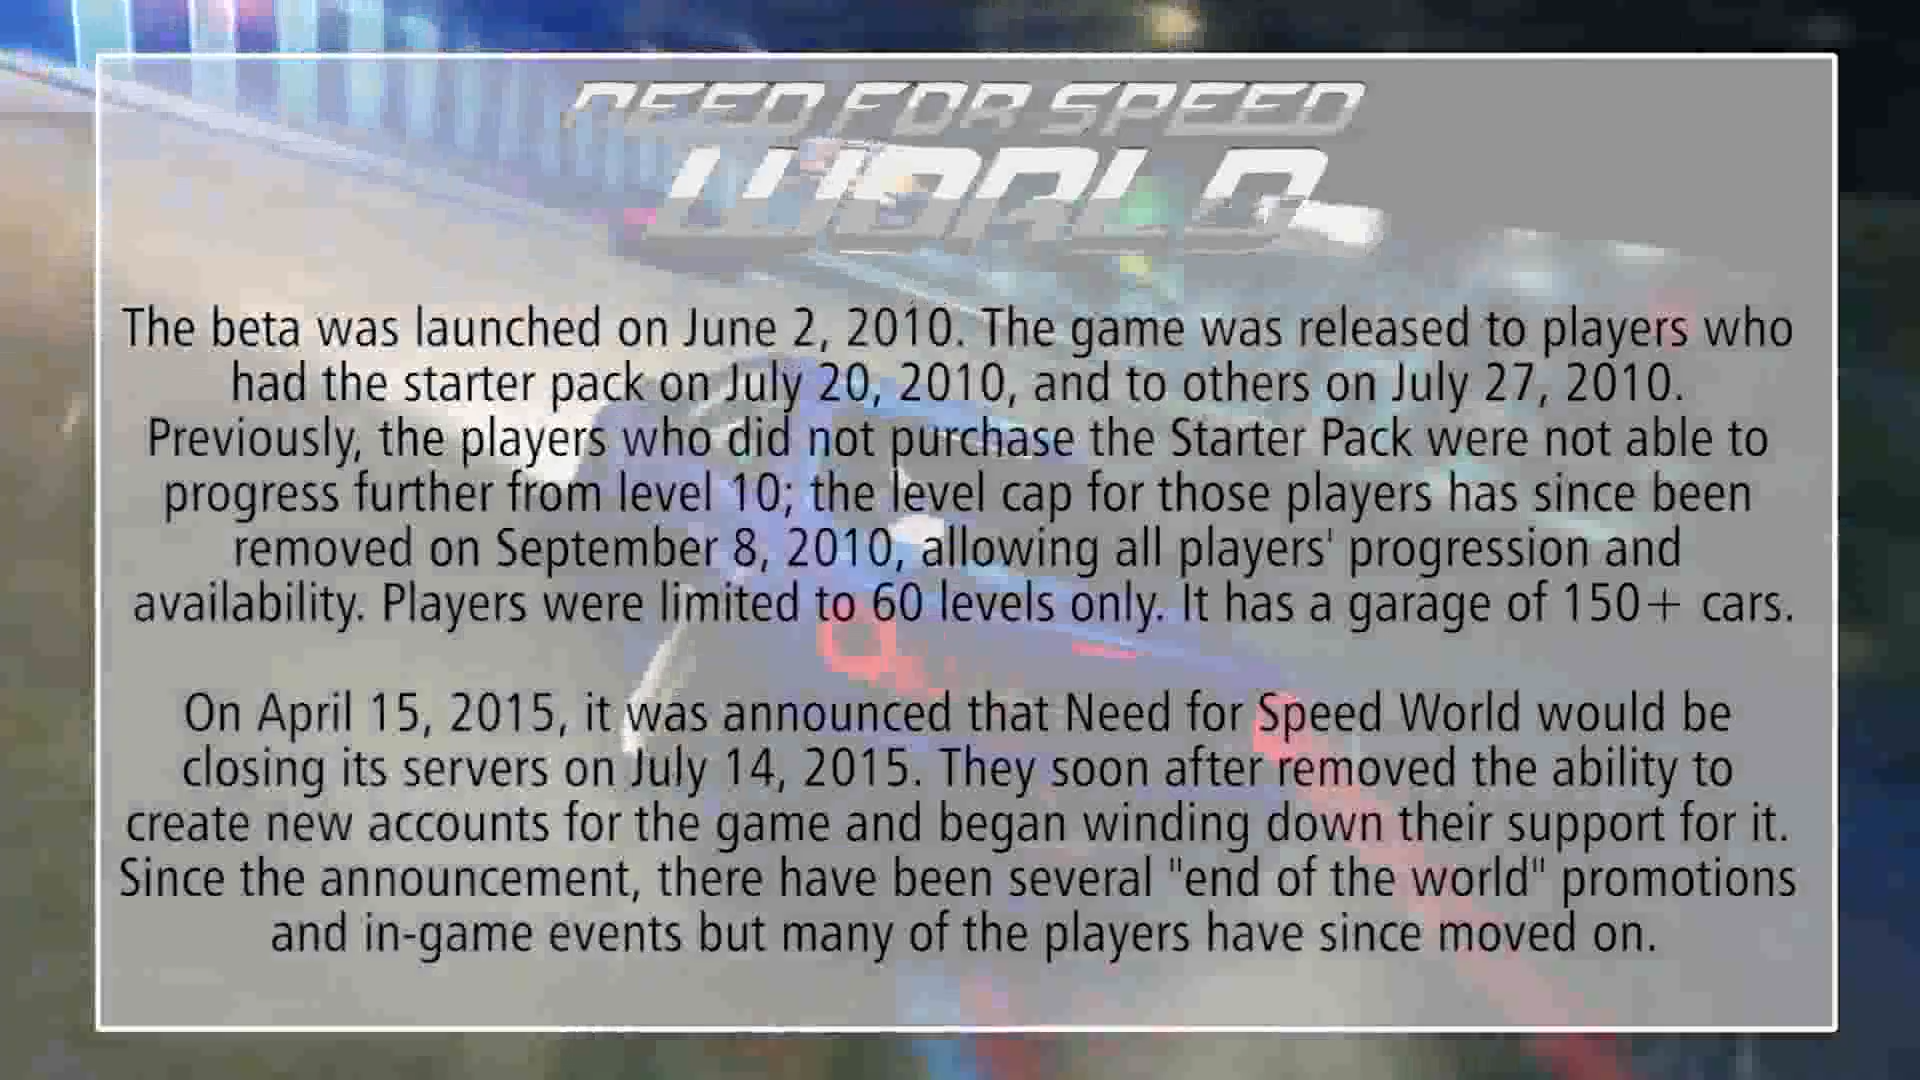 NEED FOR SPEED
WORLD
The beta was launched on June 2, 2010. The game was released to players who
had the starter pack on July 20, 2010, and to others on July 27, 2010.
Previously, the players who did not purchase the Starter Pack were not able to
progress further from level 10; the level cap for those players has since been
removed on September 8, 2010, allowing all players' progression and
availability. Players were limited to 60 levels only. It has a garage of 150+ cars.
On April 15, 2015, it was announced that Need for Speed World would be
closing its servers on July 14, 2015. They soon after removed the ability to
create new accounts for the game and began winding down their support for it.
Since the announcement, there have been several "end of the world" promotions
and in-game events but many of the players have since moved on.